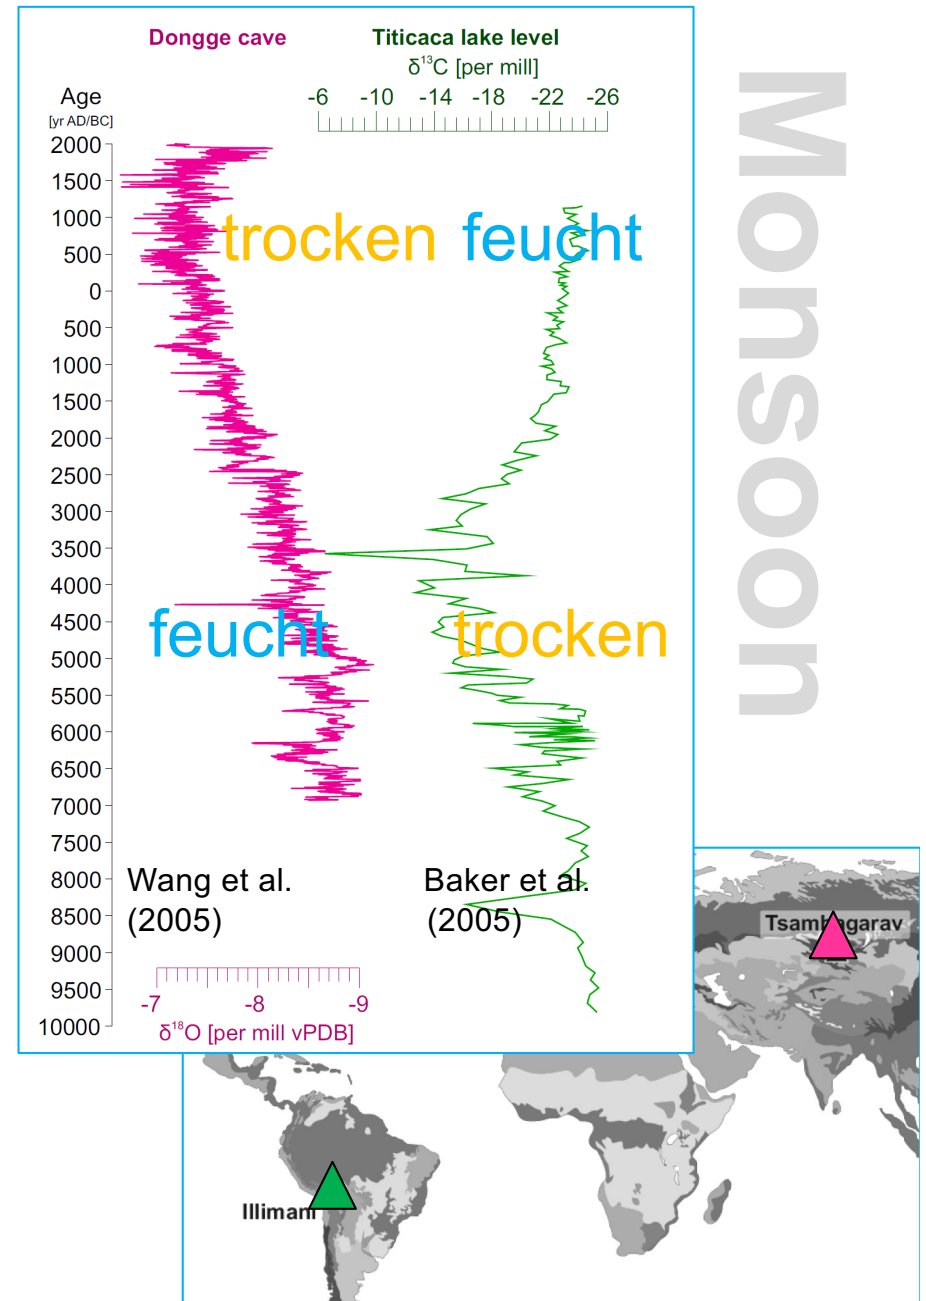 Dongge cave
Titicaca lake level
δ¹³C [per mill]
-6 -10 -14 -18 -22 -26
Age
[yr AD/BC]
2000
1500
1000
500
0
500
1000
1500
2000
2500
3000
3500
4000
4500
5000
5500
6000
6500
7000
7500
8000
8500
9000
9500
10000
trocken feucht
feucht trocken
Wang et al.
(2005)
Baker et al.
(2005)
-7 -8 -9
δ¹⁸O [per mill vPDB]
Monsoon
Tsambagarav
Illimani